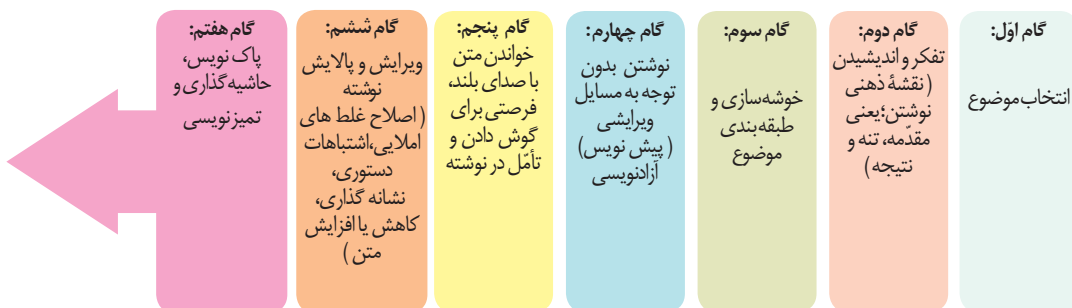 گام اوّل:
انتخاب موضوع
گام دوم:
تفکر و اندیشیدن
( نقشهٔ ذهنی
نوشتن؛یعنی
مقدّمه، تنه و
نتیجه )
گام سوم:
خوشه‌سازی و
طبقه‌بندی
موضوع
گام چهارم:
نوشتن بدون
توجه به مسایل
ویرایشی
( پیش نویس)
آزادنویسی
گام پنجم:
خواندن متن
با صدای بلند،
فرصتی برای
گوش دادن و
تأمّل در نوشته
گام ششم:
ویرایش و پالایش
نوشته
( اصلاح غلط های
املایی،اشتباهات
دستوری،
نشانه گذاری،
کاهش یا افزایش
متن )
گام هفتم:
پاک نویس،
حاشیه‌گذاری و
تمیزنویسی